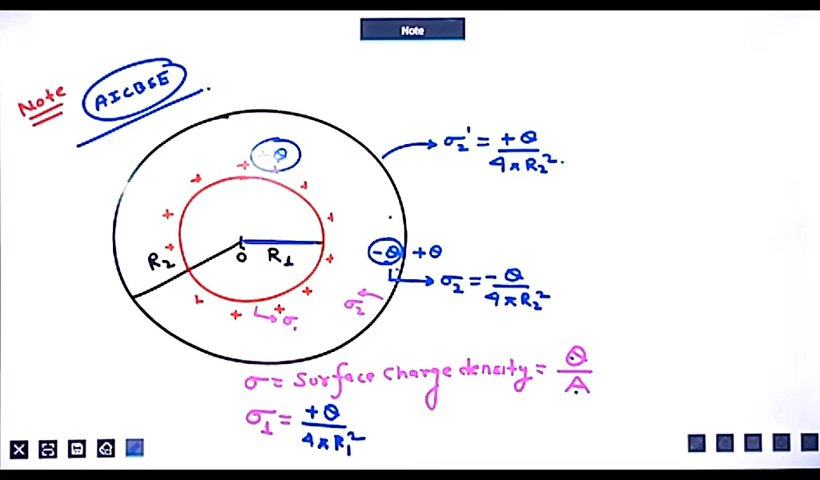 Note
Note
AICBSE
+Q
σ₂' = +Q / 4πR₂²
R₂
O
R₁
-Q +Q
σ₂ = -Q / 4πR₂²
σ₂
σ₁
σ = Surface Charge density = Q / A
σ₁ = +Q / 4πR₁²